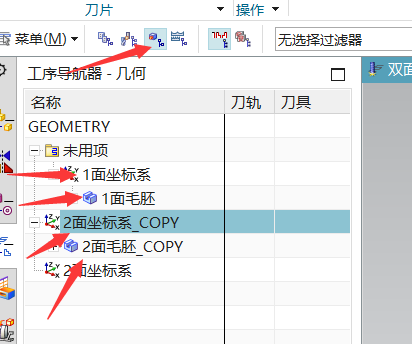 刀片 操作
菜单(M) 无选择过滤器
工序导航器 - 几何 双面
名称 刀轨 刀具
GEOMETRY
未用项
1面坐标系
1面毛胚
2面坐标系_COPY
2面毛胚_COPY
2面坐标系